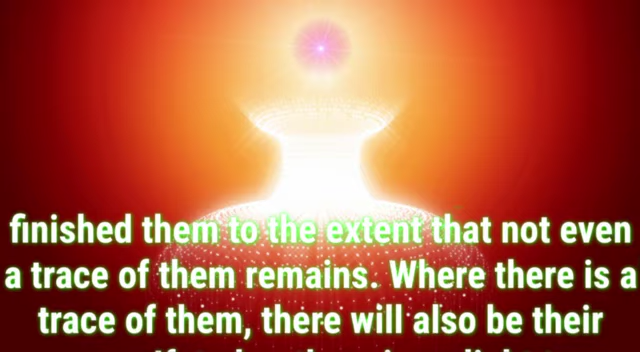 finished them to the extent that not even
a trace of them remains. Where there is a
trace of them, there will also be their